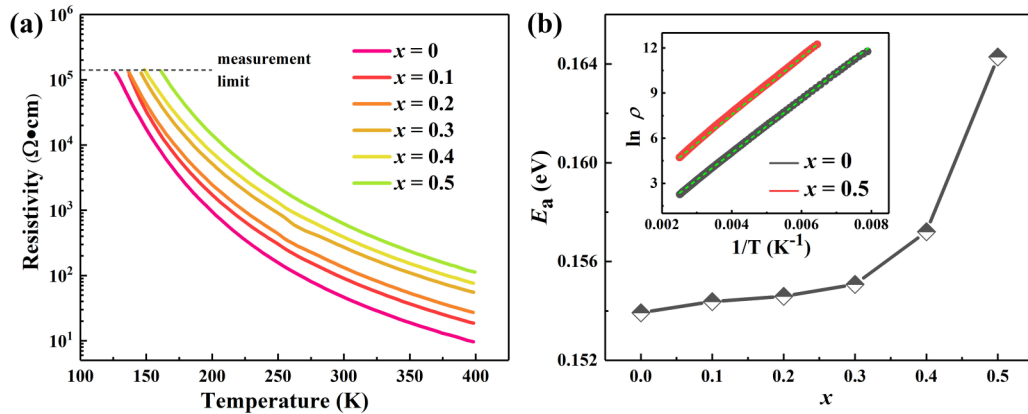 (a)
10^6
10^5
10^4
10^3
10^2
10^1
Resistivity (Ω●cm)
100 150 200 250 300 350 400
Temperature (K)
measurement
limit
x = 0
x = 0.1
x = 0.2
x = 0.3
x = 0.4
x = 0.5
(b)
0.164
0.160
0.156
0.152
E_a (eV)
0.0 0.1 0.2 0.3 0.4 0.5
x
12
9
6
3
ln ρ
0.002 0.004 0.006 0.008
1/T (K^-1)
x = 0
x = 0.5